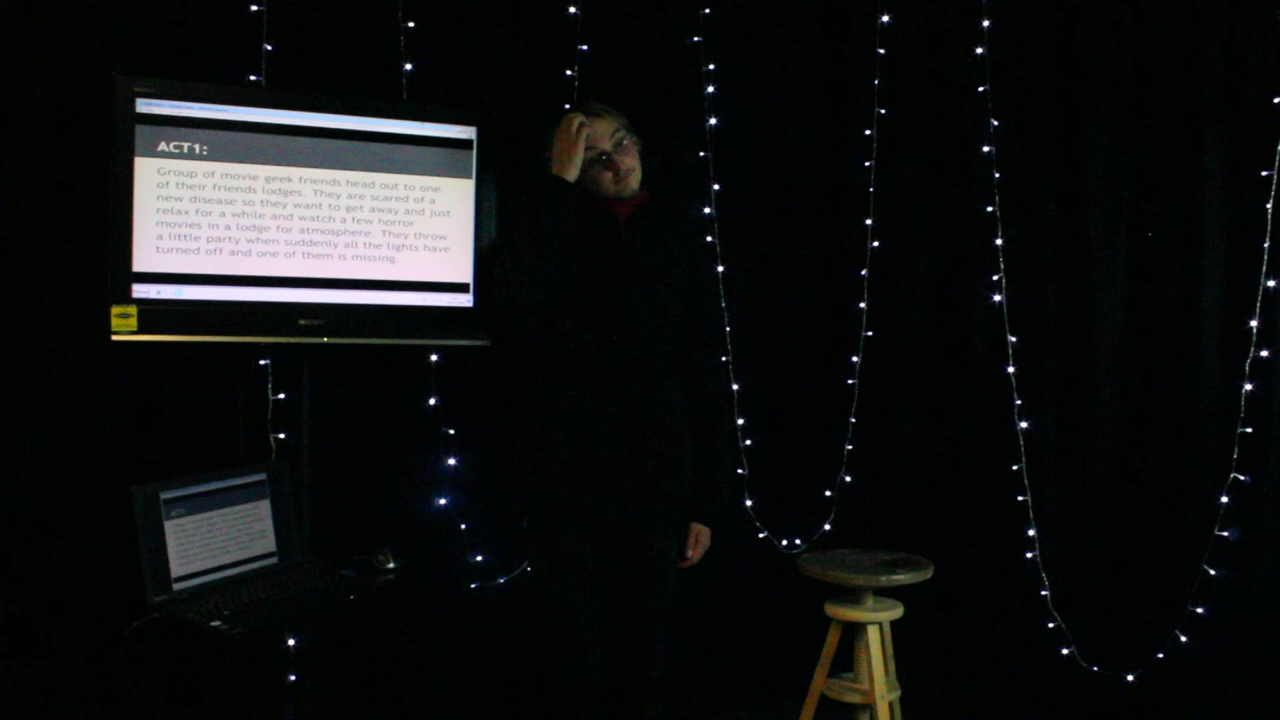 ACT1:
Group of movie geek friends head out to one
of their friends lodges. They are scared of a
new disease so they want to get away and just
relax for a while and watch a few horror
movies in a lodge for atmosphere. They throw
a little party when suddenly all the lights have
turned off and one of them is missing.
SONY